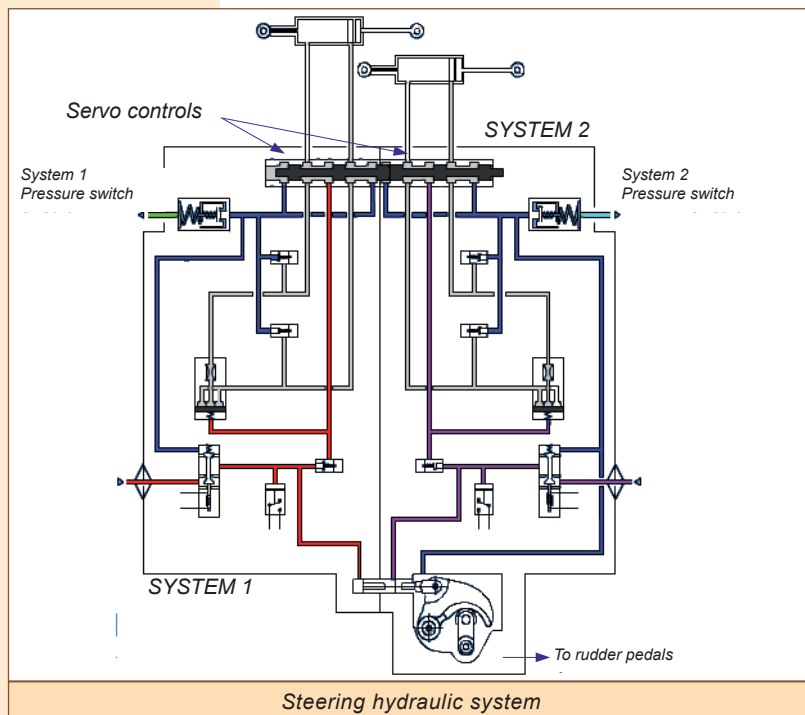 Servo controls
SYSTEM 2
System 1
Pressure switch
System 2
Pressure switch
SYSTEM 1
To rudder pedals
Steering hydraulic system